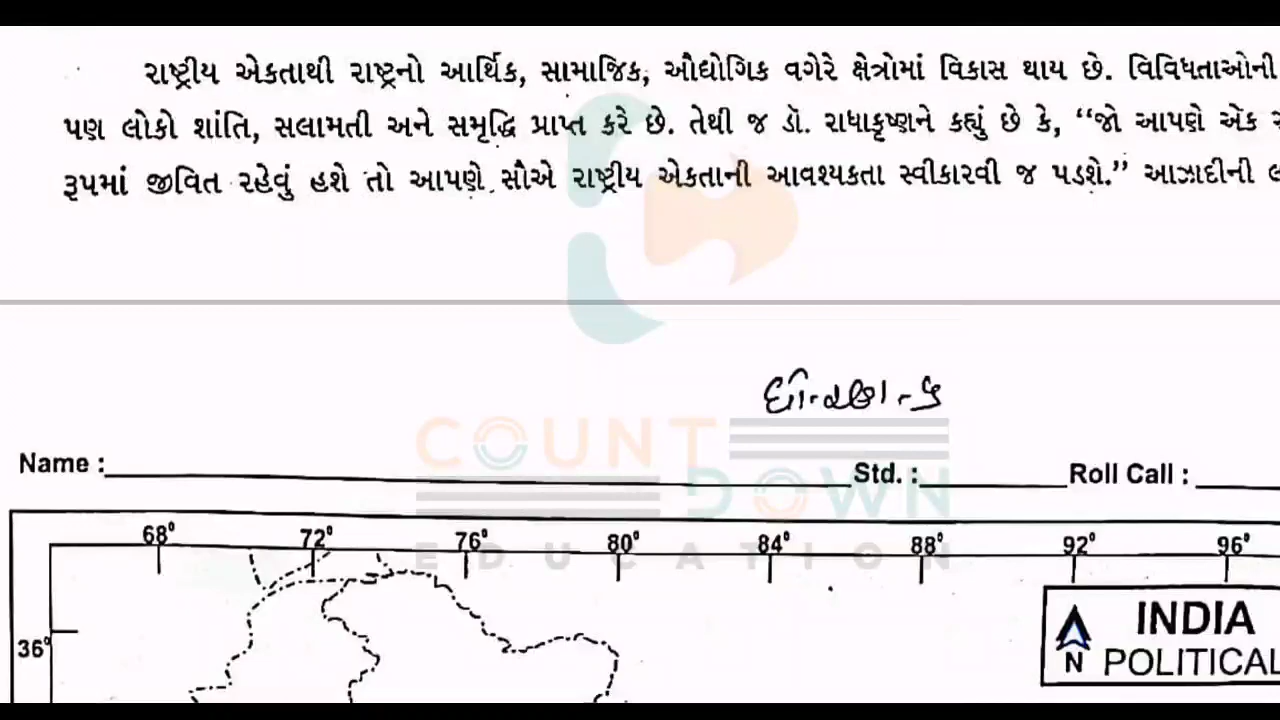 રાષ્ટ્રીય એકતાથી રાષ્ટ્રનો આર્થિક, સામાજિક, ઔદ્યોગિક વગેરે ક્ષેત્રોમાં વિકાસ થાય છે. વિવિધતાઓની
પણ લોકો શાંતિ, સલામતી અને સમૃદ્ધિ પ્રાપ્ત કરે છે. તેથી જ ડૉ. રાધાકૃષ્ણને કહ્યું છે કે, “જો આપણે એક
રૂપમાં જીવિત રહેવું હશે તો આપણે સૌએ રાષ્ટ્રીય એકતાની આવશ્યકતા સ્વીકારવી જ પડશે.” આઝાદીની
COUNT
DOWN
EDUCATION
Name : Std. : Roll Call :
68° 72° 76° 80° 84° 88° 92° 96°
36°
INDIA
N POLITICAL